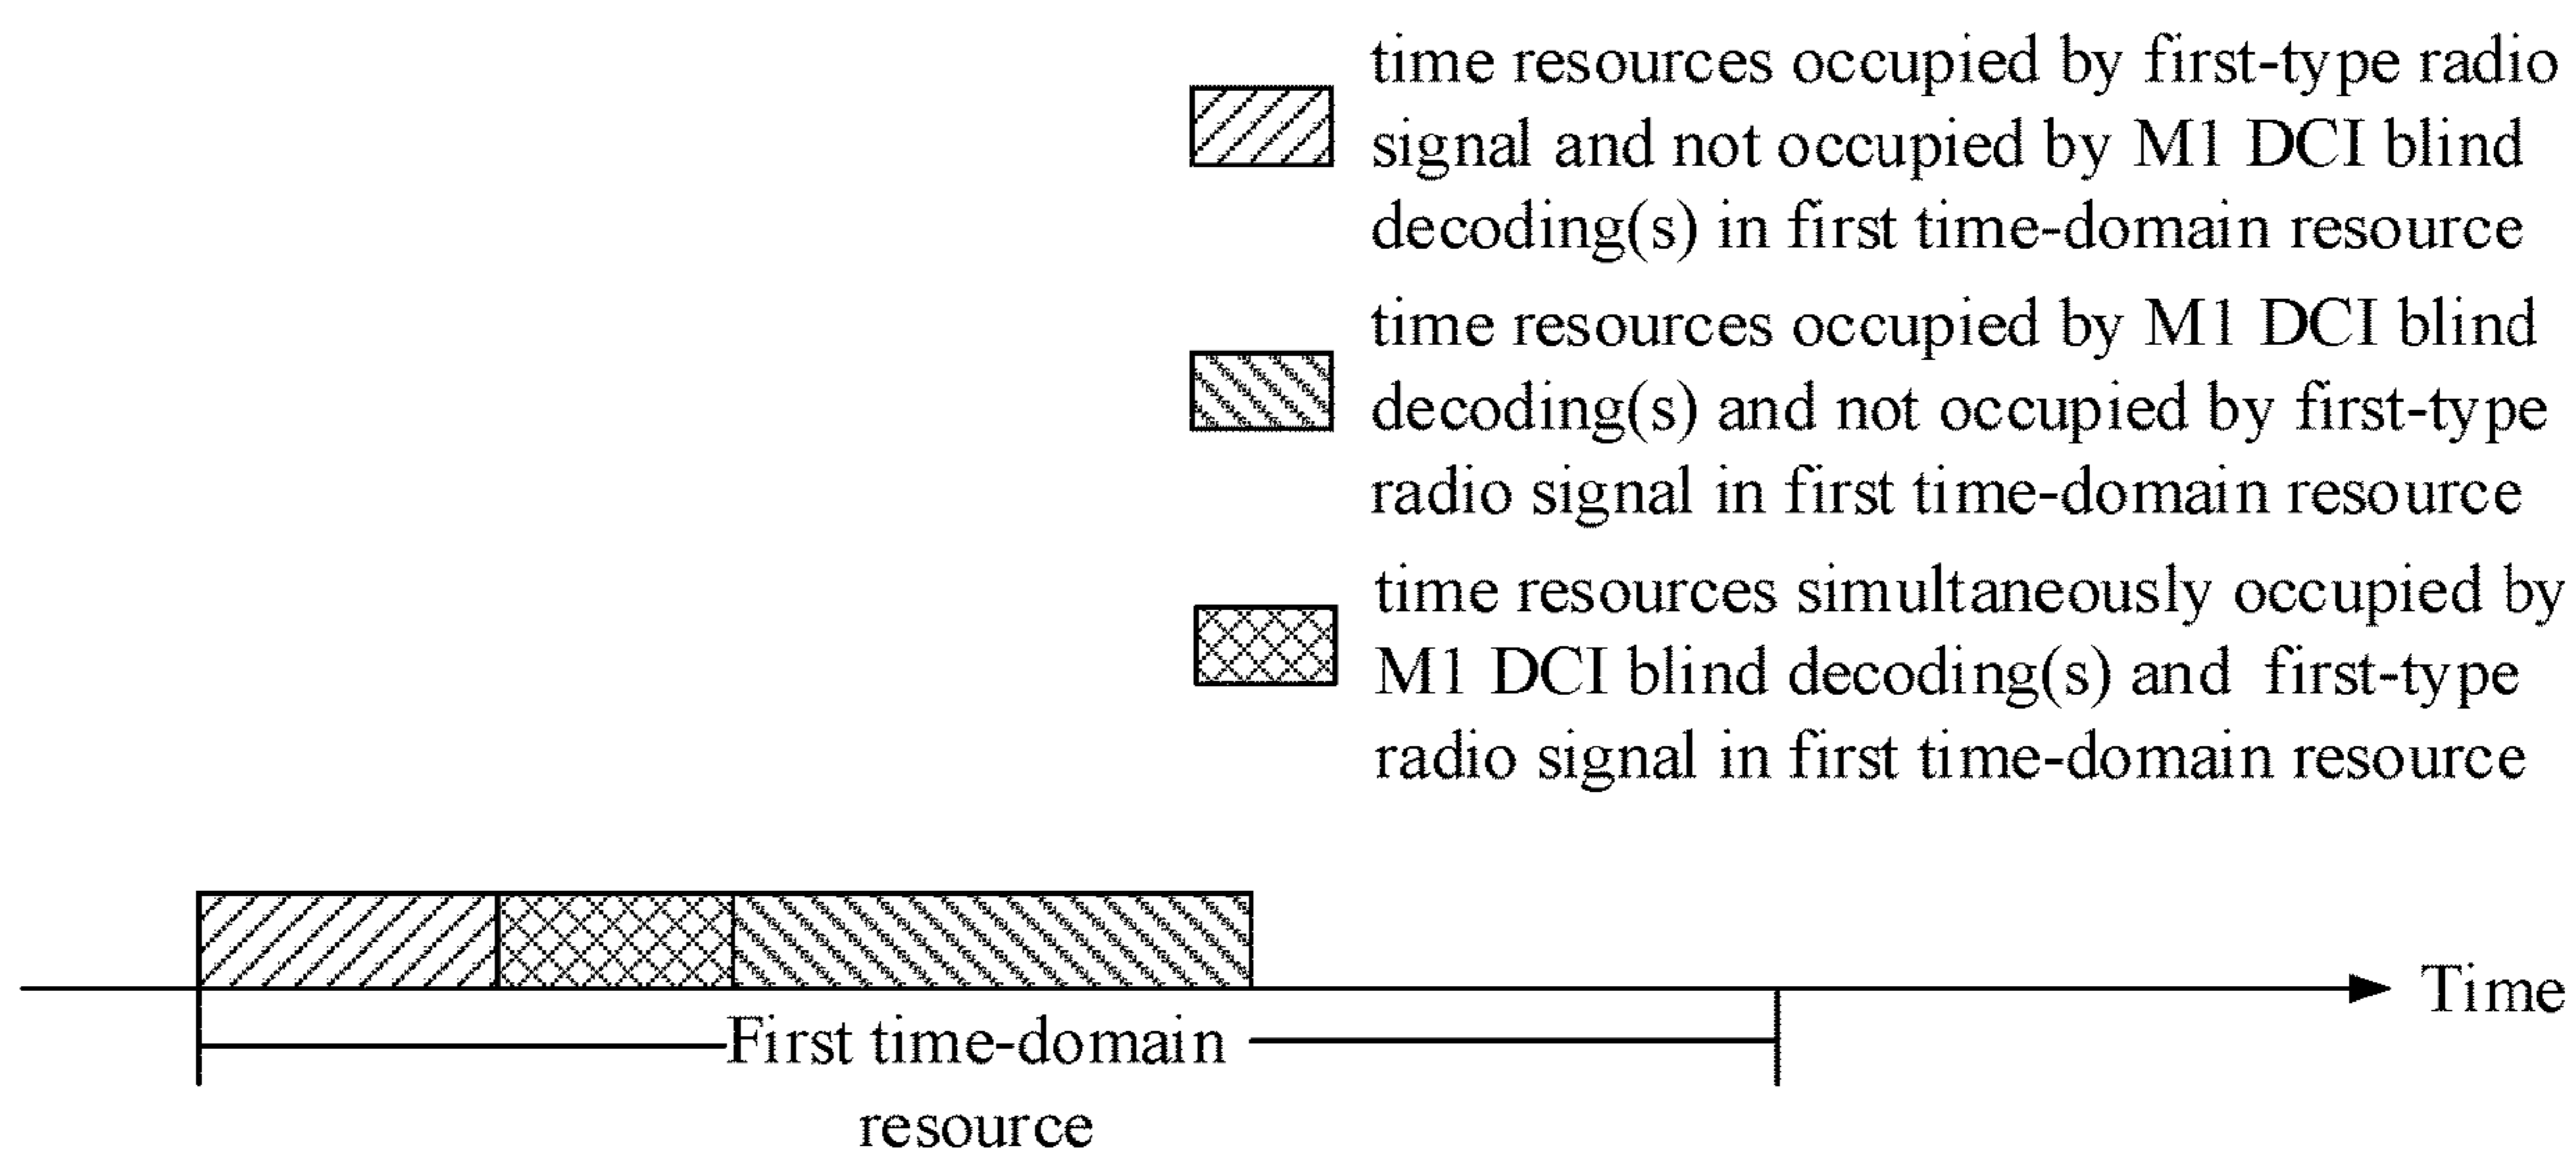 time resources occupied by first-type radio
signal and not occupied by M1 DCI blind
decoding(s) in first time-domain resource
time resources occupied by M1 DCI blind
decoding(s) and not occupied by first-type
radio signal in first time-domain resource
time resources simultaneously occupied by
M1 DCI blind decoding(s) and first-type
radio signal in first time-domain resource
Time
First time-domain
resource